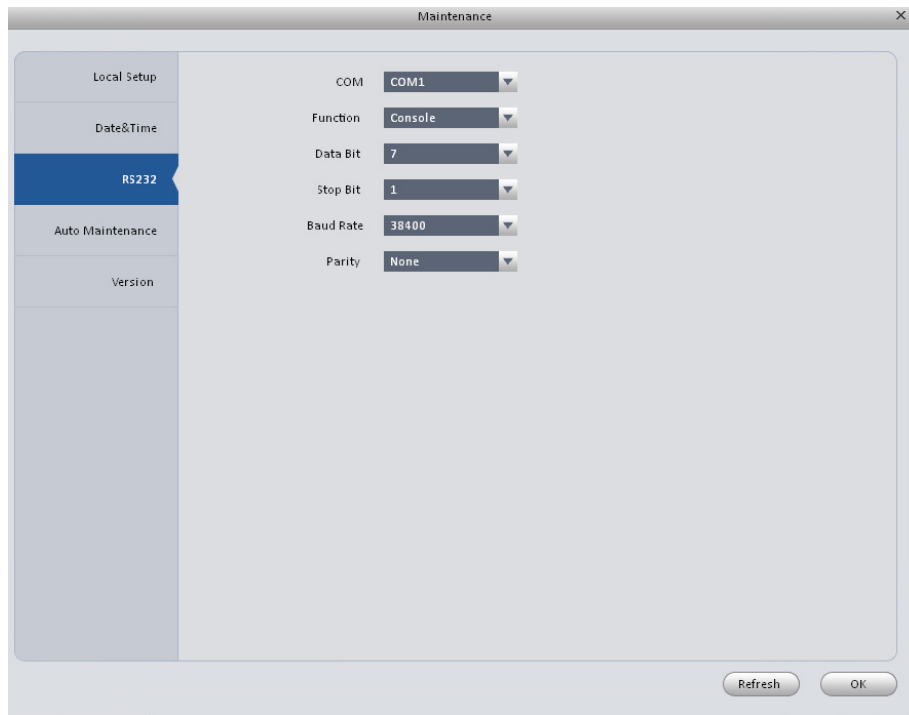 Maintenance X
Local Setup
Date&Time
RS232
Auto Maintenance
Version
COM COM1
Function Console
Data Bit 7
Stop Bit 1
Baud Rate 38400
Parity None
Refresh OK